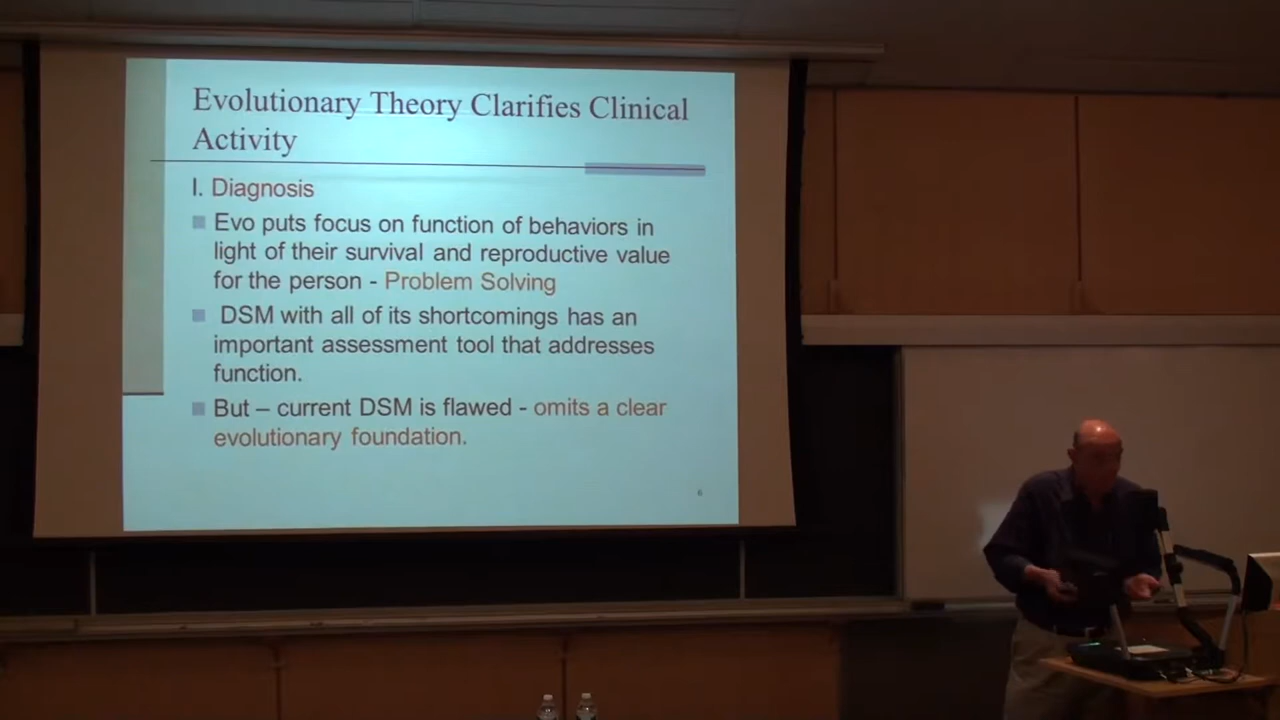 Evolutionary Theory Clarifies Clinical
Activity
I. Diagnosis
Evo puts focus on function of behaviors in
light of their survival and reproductive value
for the person - Problem Solving
DSM with all of its shortcomings has an
important assessment tool that addresses
function.
But – current DSM is flawed - omits a clear
evolutionary foundation.
6